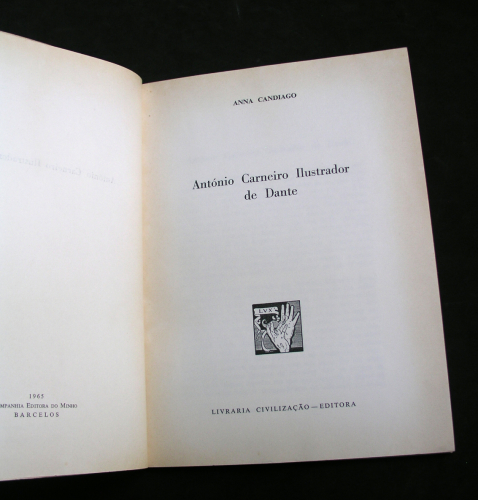 1965
COMPANHIA EDITORA DO MINHO
BARCELOS
ANNA CANDIAGO
António Carneiro Ilustrador
de Dante
LVX
LIVRARIA CIVILIZAÇÃO — EDITORA